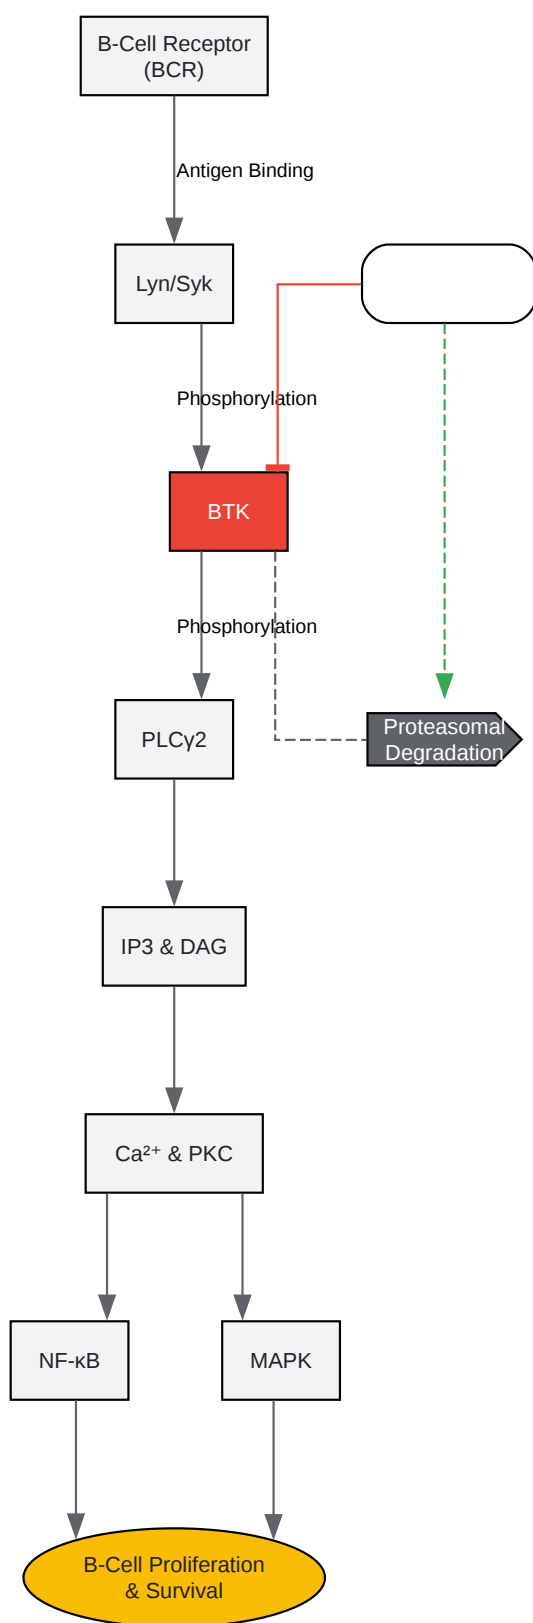 B-Cell Receptor
(BCR)
Antigen Binding
Lyn/Syk
Phosphorylation
BTK
Phosphorylation
PLCγ2
Proteasomal
Degradation
IP3 & DAG
Ca²⁺ & PKC
NF-κB
MAPK
B-Cell Proliferation
& Survival